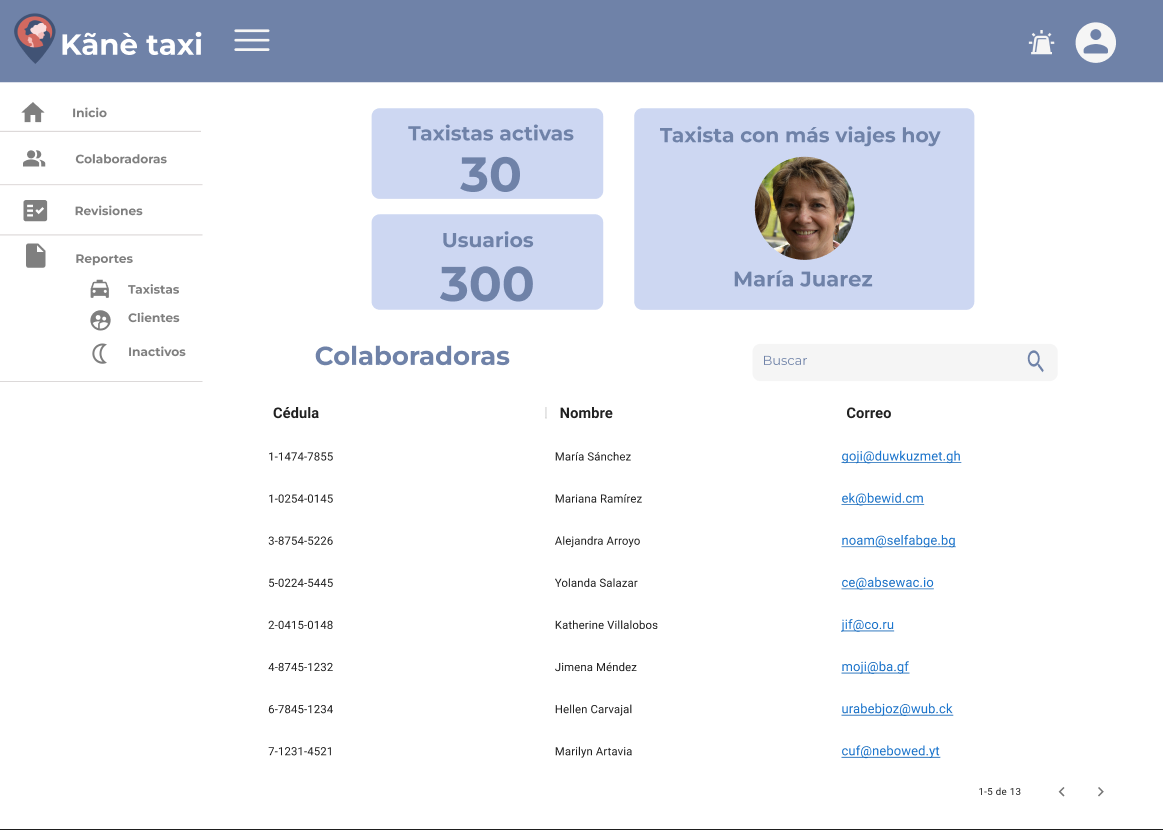 Kãnè taxi
Inicio
Colaboradoras
Revisiones
Reportes
Taxistas
Clientes
Inactivos
Taxistas activas
30
Usuarios
300
Taxista con más viajes hoy
María Juarez
Colaboradoras
Buscar
Cédula Nombre Correo
1-1474-7855 María Sánchez goji@duwkuzmet.gh
1-0254-0145 Mariana Ramírez ek@bewid.cm
3-8754-5226 Alejandra Arroyo noam@selfabge.bg
5-0224-5445 Yolanda Salazar ce@absewac.io
2-0415-0148 Katherine Villalobos jif@co.ru
4-8745-1232 Jimena Méndez moji@ba.gf
6-7845-1234 Hellen Carvajal urabebjoz@wub.ck
7-1231-4521 Marilyn Artavia cuf@nebowed.yt
1-5 de 13